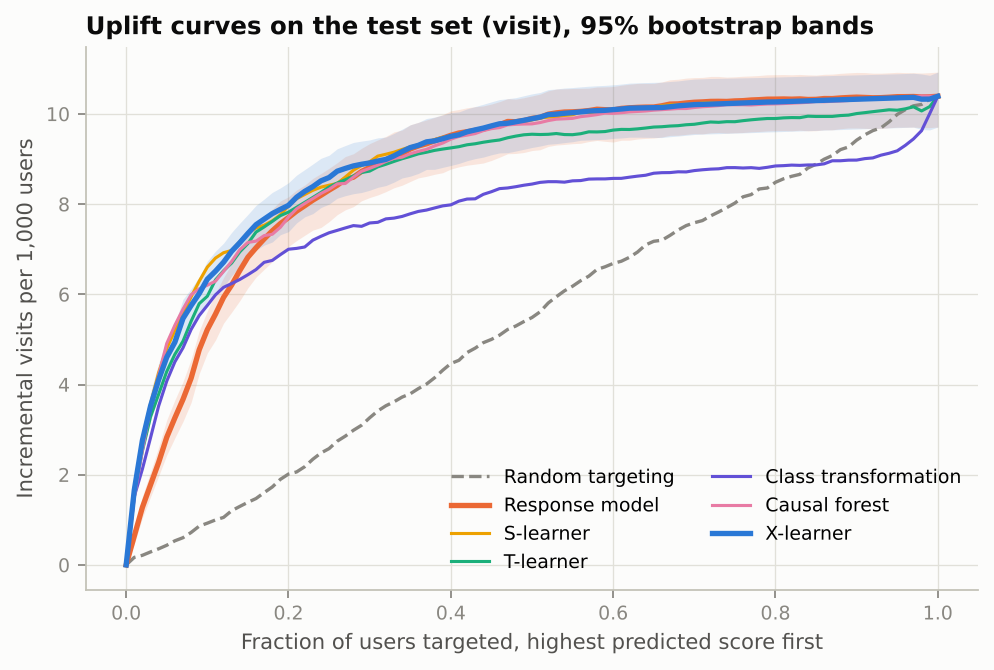 Uplift curves on the test set (visit), 95% bootstrap bands
Incremental visits per 1,000 users
10
8
6
4
2
0
Random targeting
Response model
S-learner
T-learner
Class transformation
Causal forest
X-learner
0.0 0.2 0.4 0.6 0.8 1.0
Fraction of users targeted, highest predicted score first